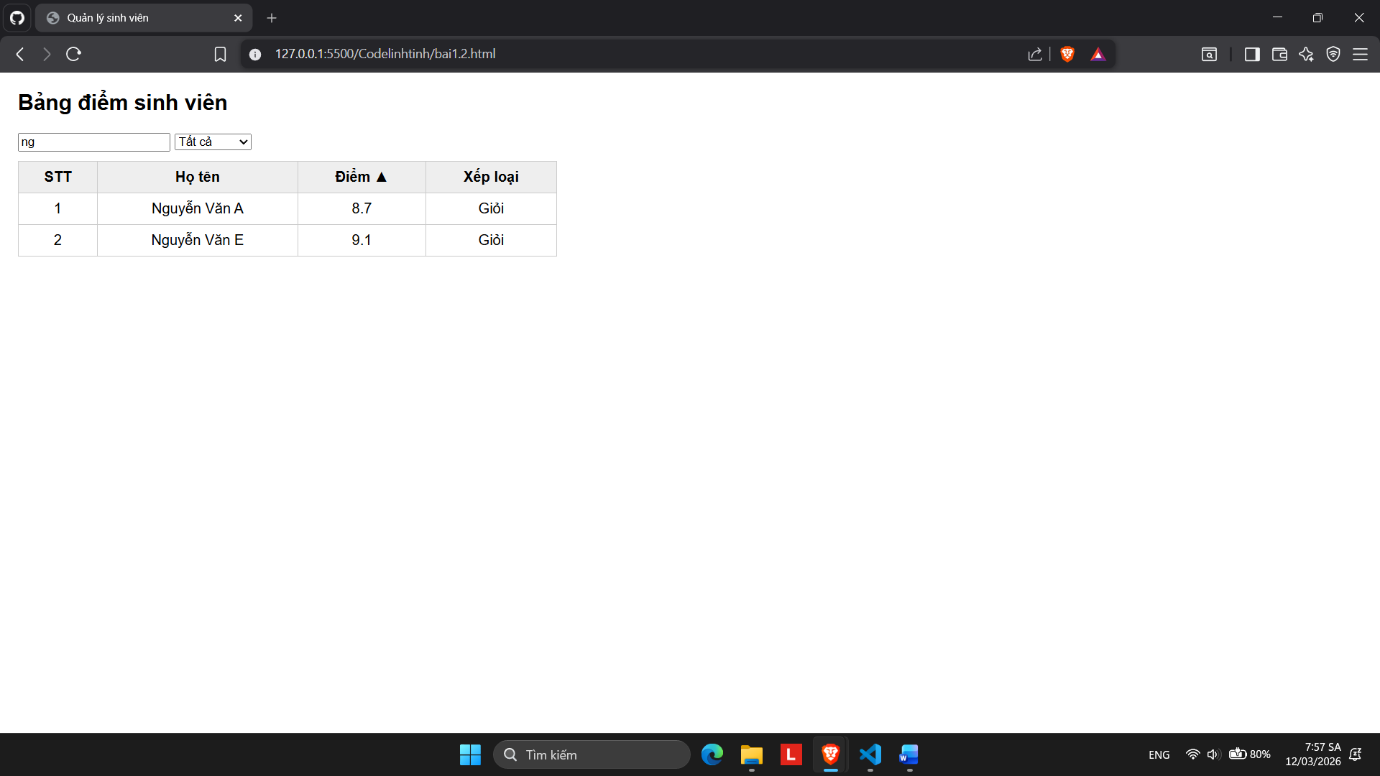 Quản lý sinh viên
127.0.0.1:5500/Codelinhtinh/bai1.2.html
Bảng điểm sinh viên
ng Tất cả
STT Họ tên Điểm ▲ Xếp loại
1 Nguyễn Văn A 8.7 Giỏi
2 Nguyễn Văn E 9.1 Giỏi
Tìm kiếm L W ENG 80% 7:57 SA
12/03/2026